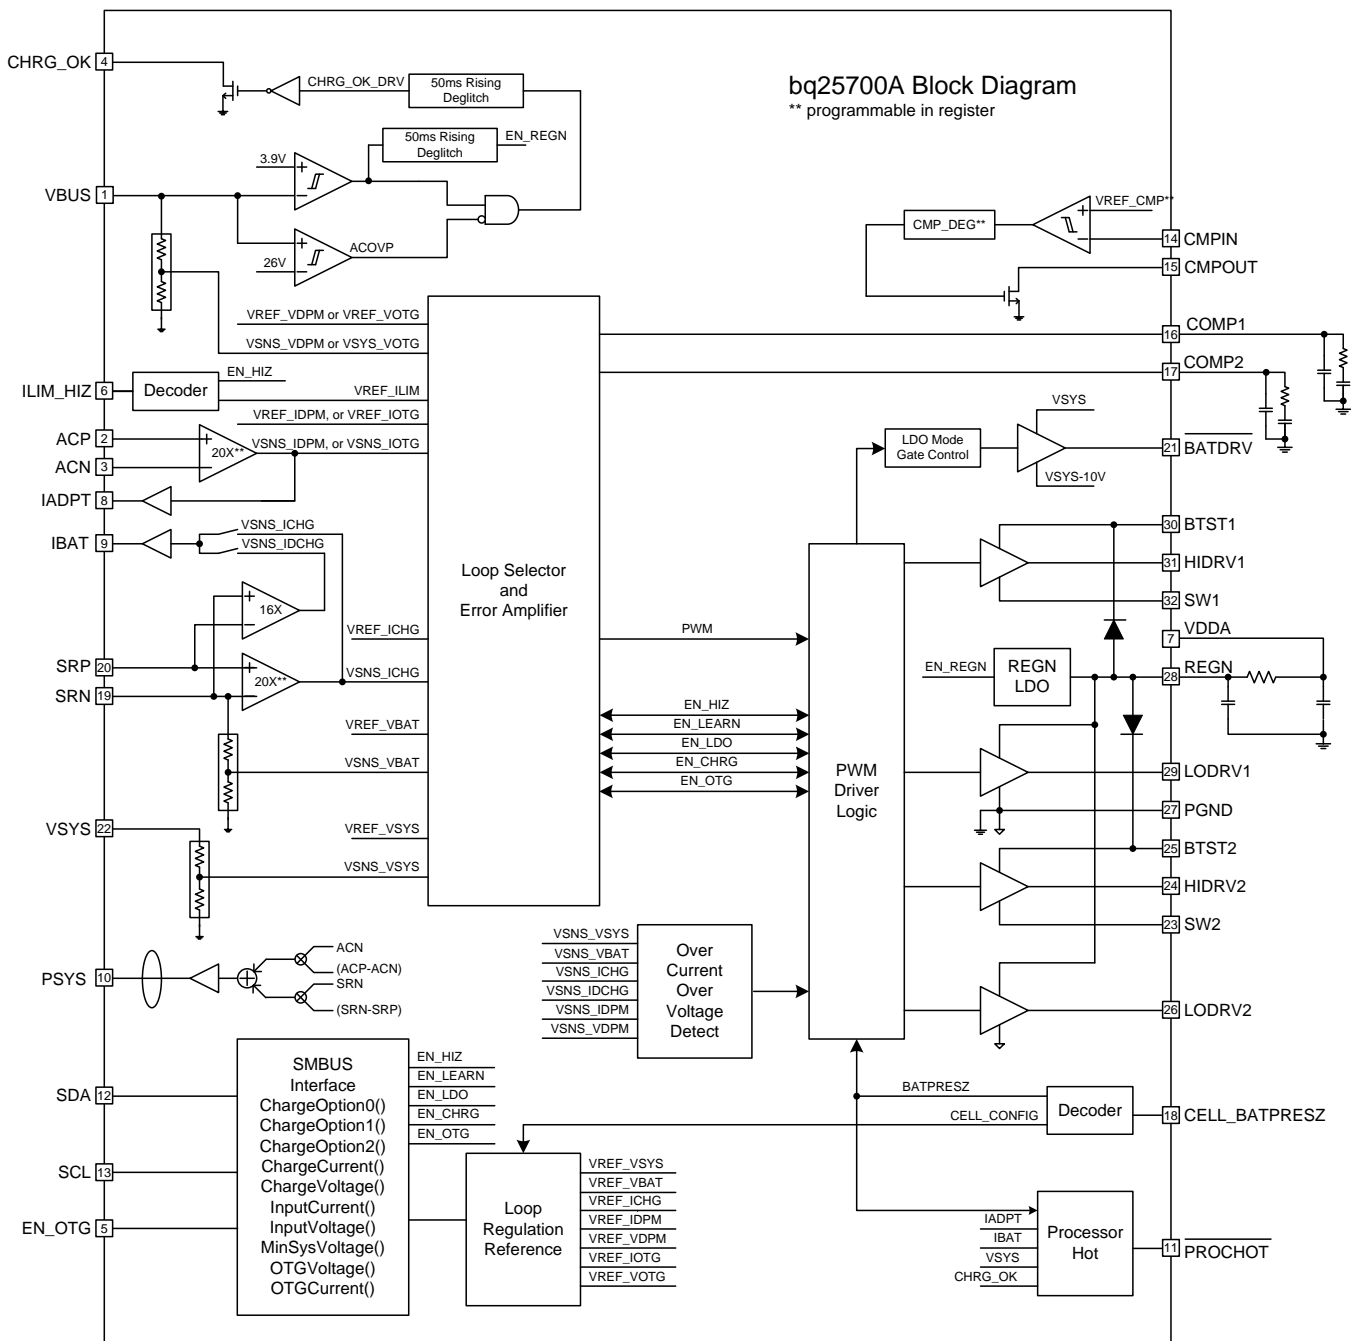 bq25700A Block Diagram
** programmable in register
CHRG_OK
4
CHRG_OK_DRV
50ms Rising
Deglitch
50ms Rising
Deglitch
EN_REGN
3.9V
+
−
VBUS
1
+
−
26V
ACOVP
VREF_CMP**
+
−
CMP_DEG**
14
CMPIN
15
CMPOUT
VREF_VDPM or VREF_VOTG
VSNS_VDPM or VSYS_VOTG
16
COMP1
17
COMP2
ILIM_HIZ
6
Decoder
EN_HIZ
VREF_ILIM
VREF_IDPM, or VREF_IOTG
VSNS_IDPM, or VSNS_IOTG
ACP
2
+
−
20X**
ACN
3
IADPT
8
IBAT
9
VSNS_ICHG
VSNS_IDCHG
+
−
16X
SRP
20
+
−
20X**
SRN
19
VREF_ICHG
VSNS_ICHG
VREF_VBAT
VSNS_VBAT
VSYS
22
VREF_VSYS
VSNS_VSYS
Loop Selector
and
Error Amplifier
PWM
EN_HIZ
EN_LEARN
EN_LDO
EN_CHRG
EN_OTG
PWM
Driver
Logic
LDO Mode
Gate Control
VSYS
VSYS-10V
21
BATDRV
30
BTST1
31
HIDRV1
32
SW1
7
VDDA
28
REGN
EN_REGN
REGN
LDO
29
LODRV1
27
PGND
25
BTST2
24
HIDRV2
23
SW2
26
LODRV2
PSYS
10
ACN
(ACP-ACN)
SRN
(SRN-SRP)
VSNS_VSYS
VSNS_VBAT
VSNS_ICHG
VSNS_IDCHG
VSNS_IDPM
VSNS_VDPM
Over
Current
Over
Voltage
Detect
SDA
12
SCL
13
EN_OTG
5
SMBUS
Interface
ChargeOption0()
ChargeOption1()
ChargeOption2()
ChargeCurrent()
ChargeVoltage()
InputCurrent()
InputVoltage()
MinSysVoltage()
OTGVoltage()
OTGCurrent()
EN_HIZ
EN_LEARN
EN_LDO
EN_CHRG
EN_OTG
Loop
Regulation
Reference
VREF_VSYS
VREF_VBAT
VREF_ICHG
VREF_IDPM
VREF_VDPM
VREF_IOTG
VREF_VOTG
BATPRESZ
CELL_CONFIG
Decoder
18
CELL_BATPRESZ
IADPT
IBAT
VSYS
CHRG_OK
Processor
Hot
11
PROCHOT